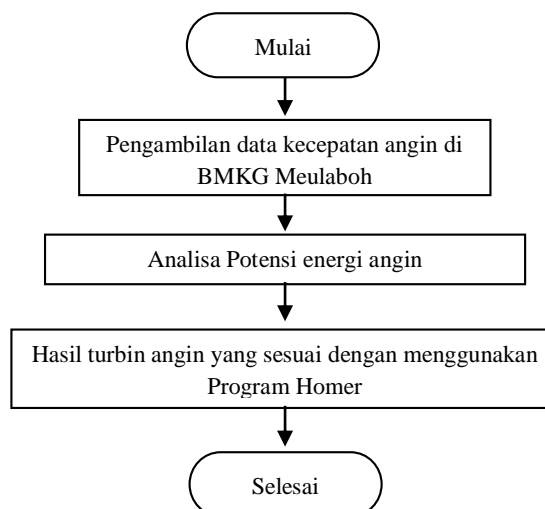 Mulai
Pengambilan data kecepatan angin di
BMKG Meulaboh
Analisa Potensi energi angin
Hasil turbin angin yang sesuai dengan menggunakan
Program Homer
Selesai